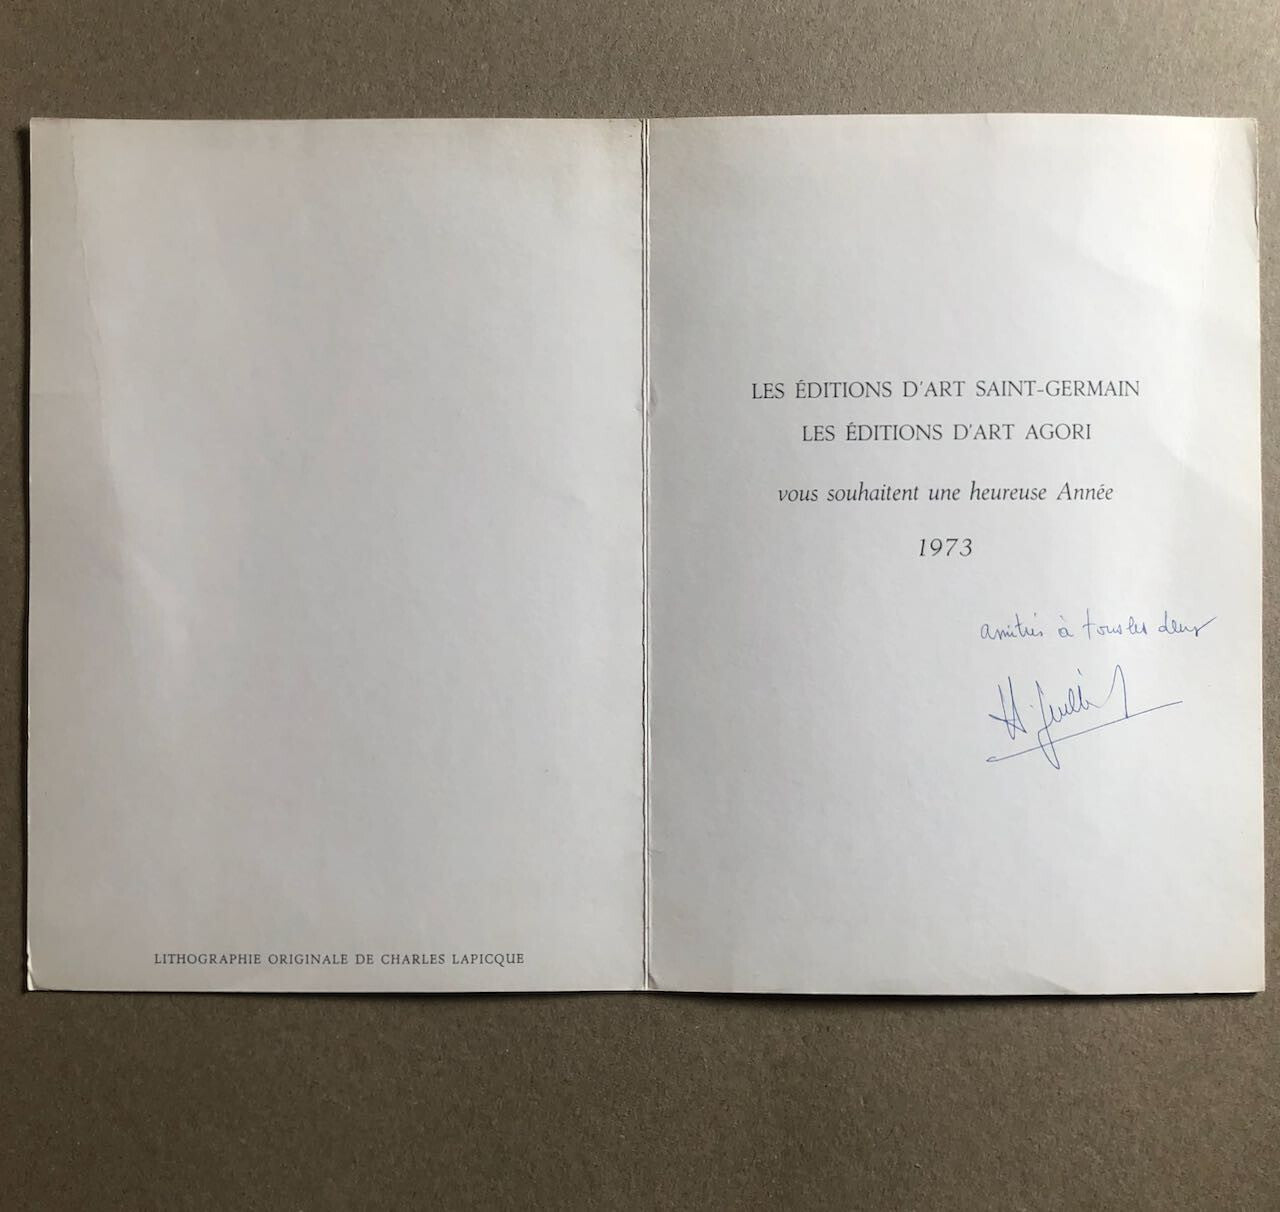 LES ÉDITIONS D'ART SAINT-GERMAIN
LES ÉDITIONS D'ART AGORI
vous souhaitent une heureuse Année
1973
amitiés à tous les deux
LITHOGRAPHIE ORIGINALE DE CHARLES LAPICQUE